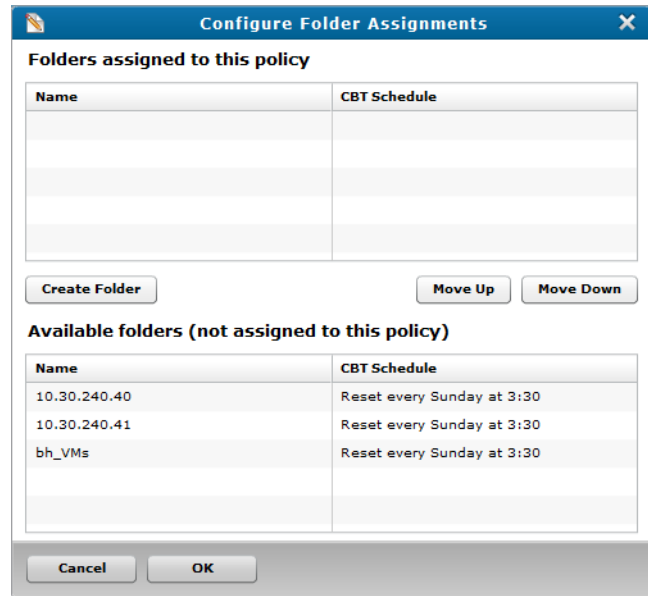 Configure Folder Assignments
Folders assigned to this policy
Name CBT Schedule
Create Folder Move Up Move Down
Available folders (not assigned to this policy)
Name CBT Schedule
10.30.240.40 Reset every Sunday at 3:30
10.30.240.41 Reset every Sunday at 3:30
bh_VMs Reset every Sunday at 3:30
Cancel OK